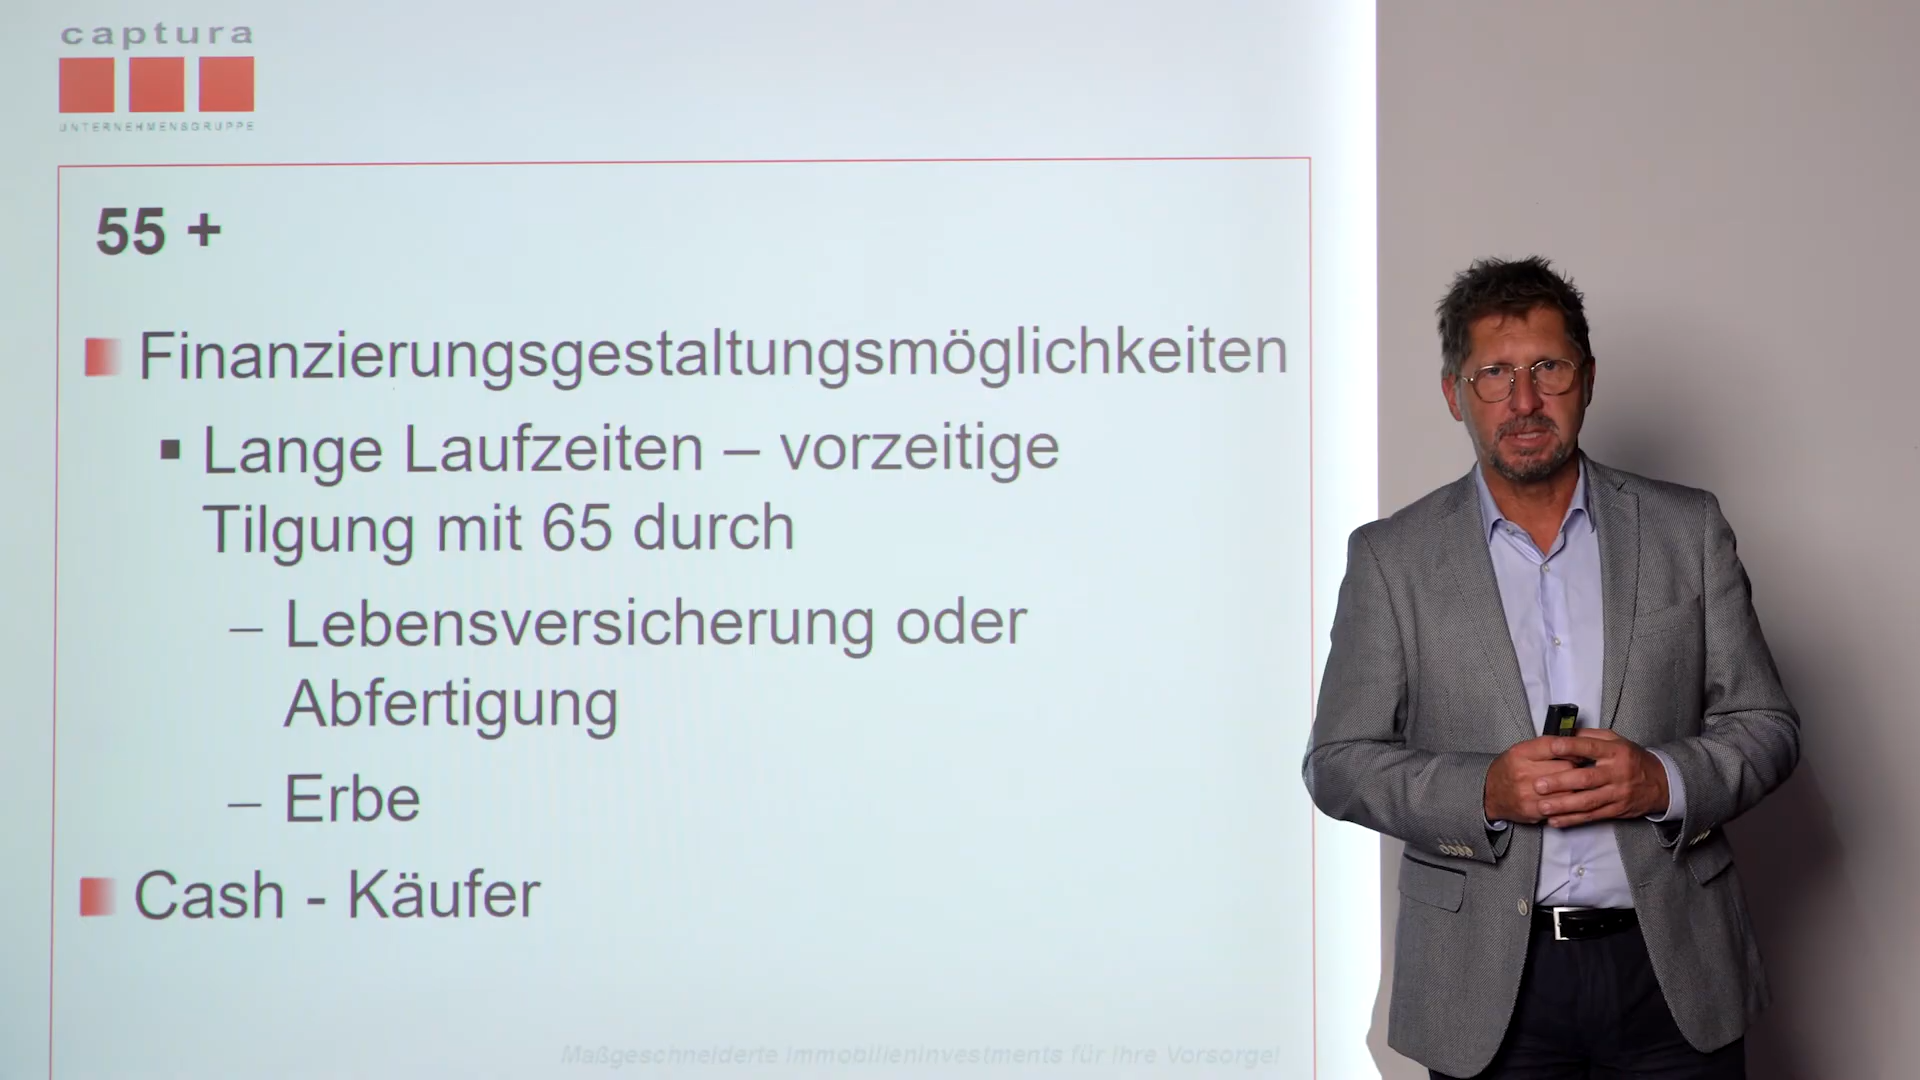 captura
UNTERNEHMENSGRUPPE
55 +
Finanzierungsgestaltungsmöglichkeiten
Lange Laufzeiten – vorzeitige
Tilgung mit 65 durch
– Lebensversicherung oder
Abfertigung
– Erbe
Cash - Käufer
Maßgeschneiderte Immobilieninvestments für Ihre Vorsorge!